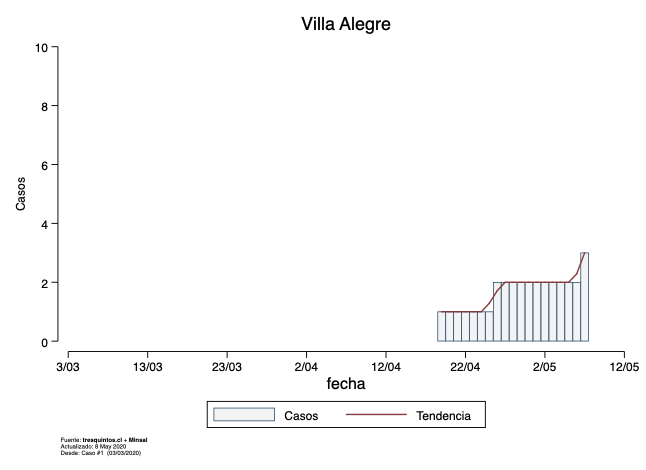 Villa Alegre
Casos
10
8
6
4
2
0
3/03 13/03 23/03 2/04 12/04 22/04 2/05 12/05
fecha
Casos Tendencia
Fuente: tresquintos.cl + Minsal
Actualizado: 8 May 2020
Desde: Caso #1 (03/03/2020)